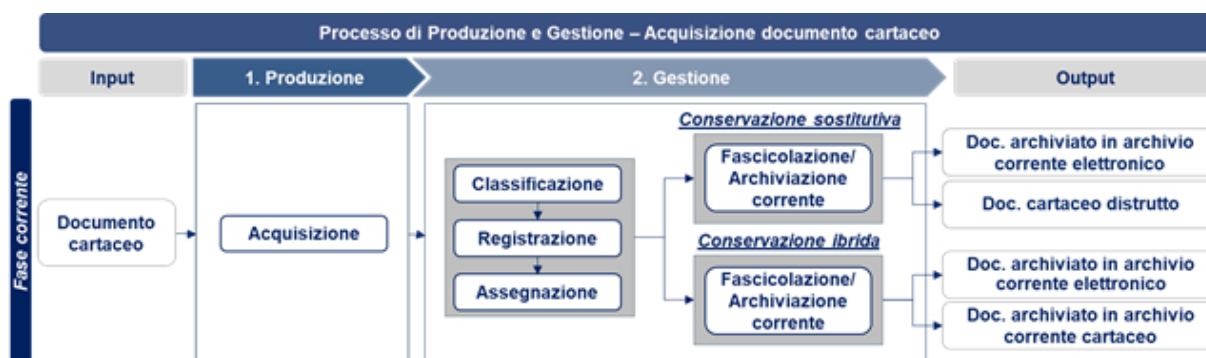 Processo di Produzione e Gestione – Acquisizione documento cartaceo
Input
1. Produzione
2. Gestione
Output
Fase corrente
Documento
cartaceo
Acquisizione
Classificazione
Registrazione
Assegnazione
Conservazione sostitutiva
Fascicolazione/
Archiviazione
corrente
Conservazione ibrida
Fascicolazione/
Archiviazione
corrente
Doc. archiviato in archivio
corrente elettronico
Doc. cartaceo distrutto
Doc. archiviato in archivio
corrente elettronico
Doc. archiviato in archivio
corrente cartaceo